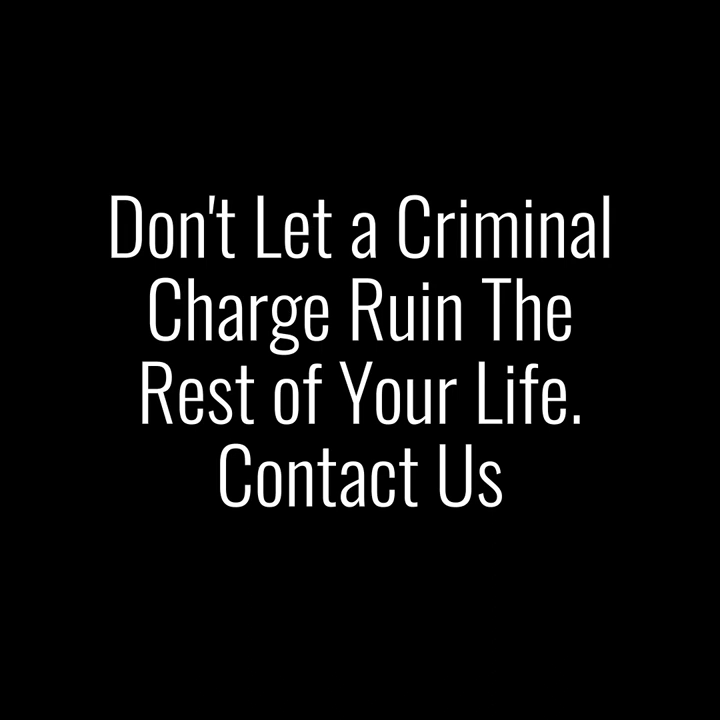 Don't Let a Criminal
Charge Ruin The
Rest of Your Life.
Contact Us